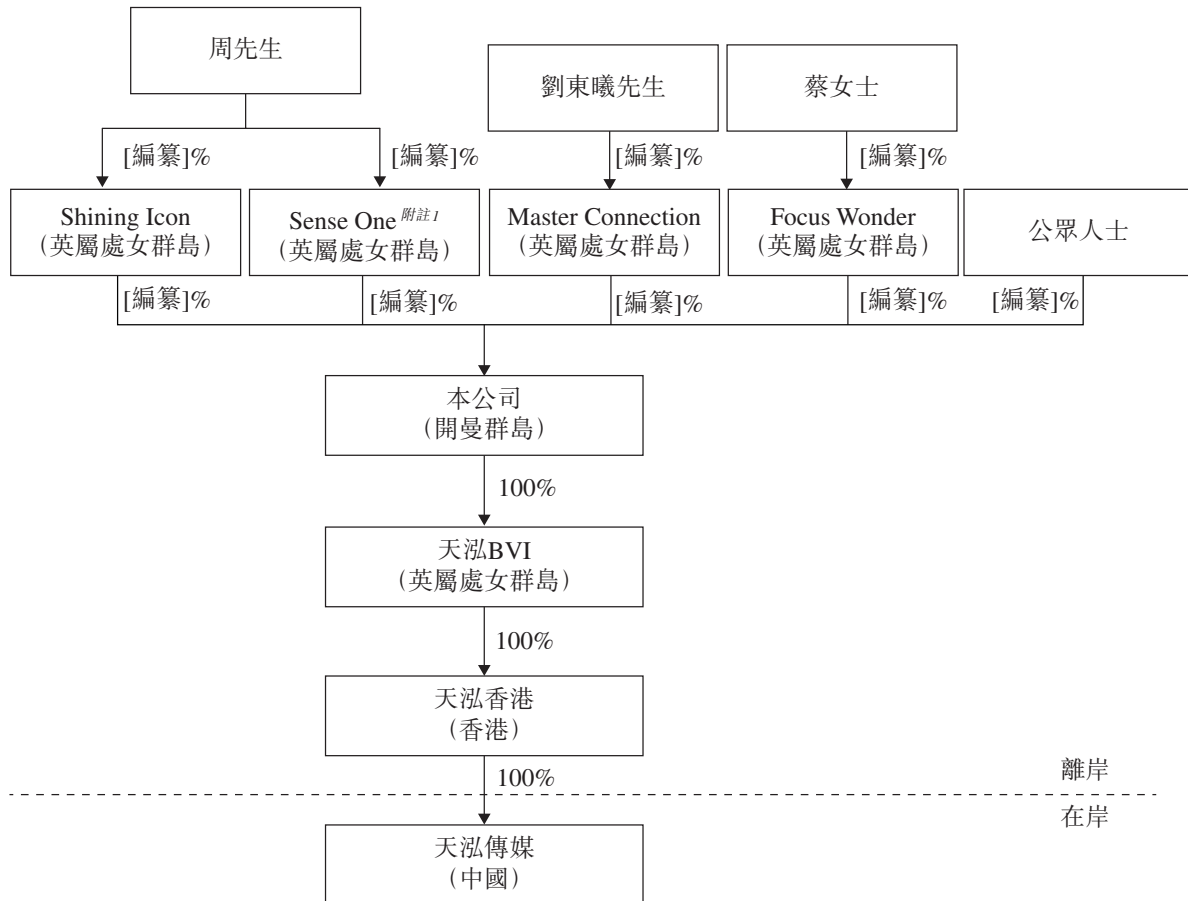 周先生
劉東曦先生
蔡女士
[編纂]%
[編纂]%
[編纂]%
[編纂]%
Shining Icon
(英屬處女群島)
Sense One 附註1
(英屬處女群島)
Master Connection
(英屬處女群島)
Focus Wonder
(英屬處女群島)
公眾人士
[編纂]%
[編纂]%
[編纂]%
[編纂]%
[編纂]%
本公司
(開曼群島)
100%
天泓BVI
(英屬處女群島)
100%
天泓香港
(香港)
100%
離岸
在岸
天泓傳媒
(中國)